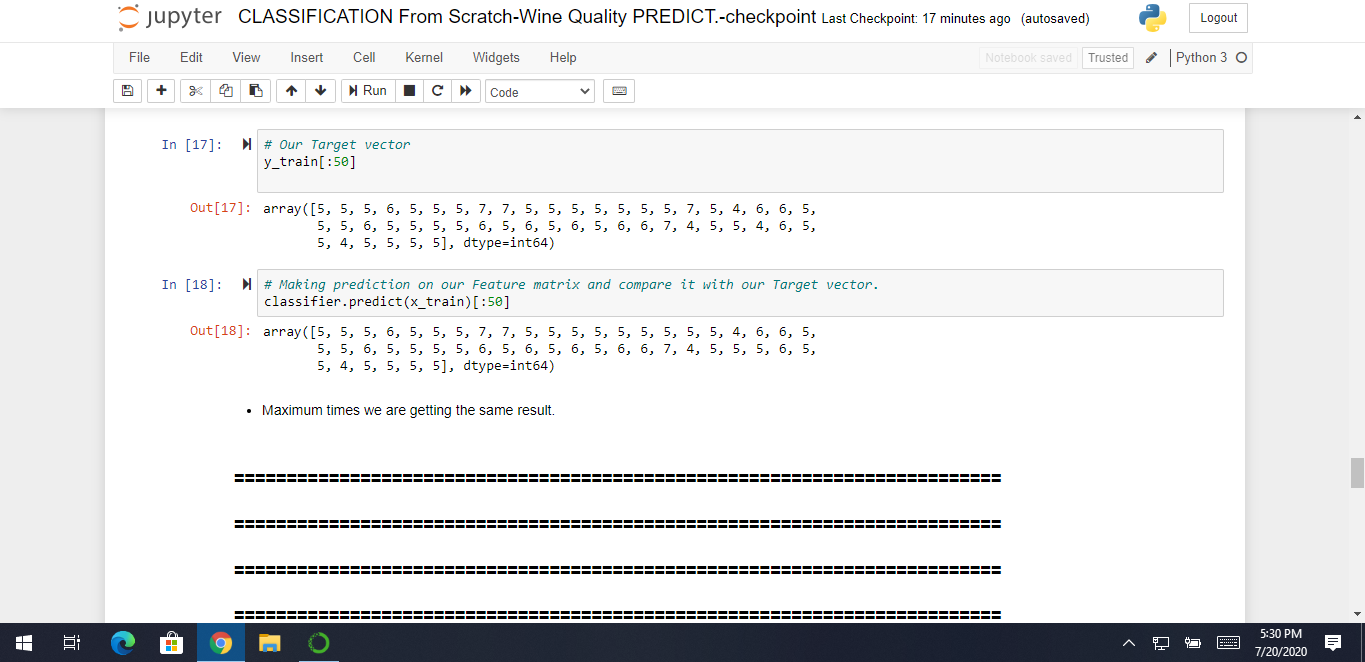 jupyter CLASSIFICATION From Scratch-Wine Quality PREDICT.-checkpoint Last Checkpoint: 17 minutes ago (autosaved) Logout
File Edit View Insert Cell Kernel Widgets Help Notebook saved Trusted Python 3
Run Code
In [17]: # Our Target vector
y_train[:50]
Out[17]: array([5, 5, 5, 6, 5, 5, 5, 7, 7, 5, 5, 5, 5, 5, 5, 5, 7, 5, 4, 6, 6, 5,
5, 5, 6, 5, 5, 5, 5, 6, 5, 6, 5, 6, 5, 6, 6, 7, 4, 5, 5, 4, 6, 5,
5, 4, 5, 5, 5, 5], dtype=int64)
In [18]: # Making prediction on our Feature matrix and compare it with our Target vector.
classifier.predict(x_train)[:50]
Out[18]: array([5, 5, 5, 6, 5, 5, 5, 7, 7, 5, 5, 5, 5, 5, 5, 5, 5, 5, 4, 6, 6, 5,
5, 5, 6, 5, 5, 5, 5, 6, 5, 6, 5, 6, 5, 6, 6, 7, 4, 5, 5, 5, 6, 5,
5, 4, 5, 5, 5, 5], dtype=int64)
• Maximum times we are getting the same result.
=========================================================================
=========================================================================
=========================================================================
=========================================================================
5:30 PM
7/20/2020